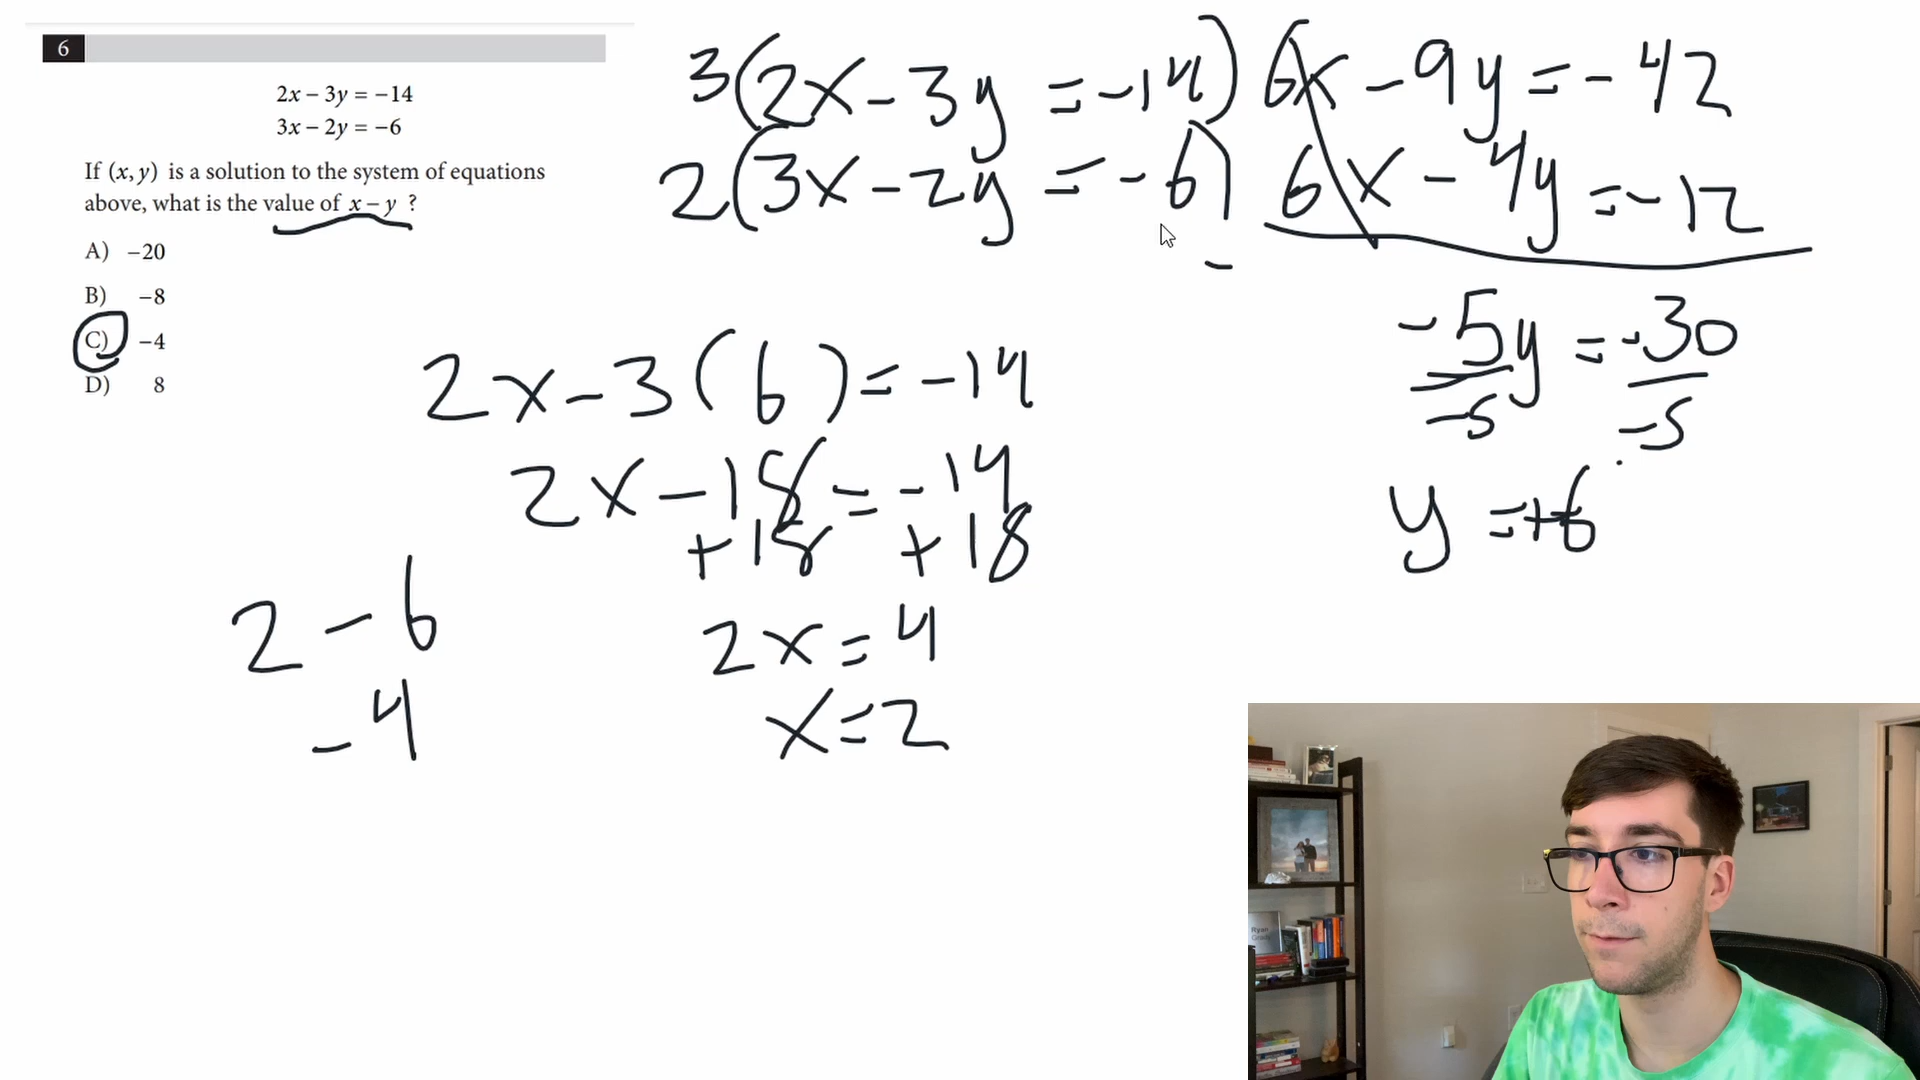 6
2x – 3y = –14
3x – 2y = –6
If (x, y) is a solution to the system of equations
above, what is the value of x – y ?
A) –20
B) –8
C) –4
D) 8
3(2x - 3y = -14)
2(3x - 2y = -6)
6x - 9y = -42
6x - 4y = -12
-5y = -30
-5 -5
y = +6
2x - 3(6) = -14
2x - 18 = -14
+18 +18
2x = 4
x = 2
2 - 6
-4
Ryan